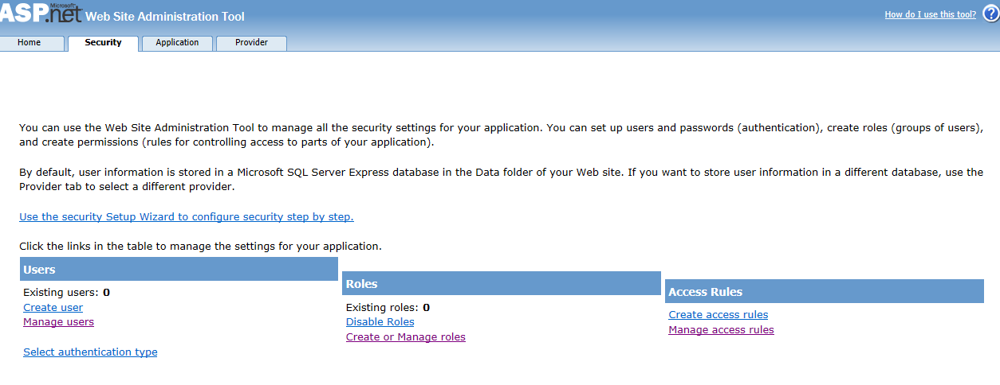 ASP.net Microsoft® Web Site Administration Tool
How do I use this tool? ?
Home Security Application Provider
You can use the Web Site Administration Tool to manage all the security settings for your application. You can set up users and passwords (authentication), create roles (groups of users),
and create permissions (rules for controlling access to parts of your application).
By default, user information is stored in a Microsoft SQL Server Express database in the Data folder of your Web site. If you want to store user information in a different database, use the
Provider tab to select a different provider.
Use the security Setup Wizard to configure security step by step.
Click the links in the table to manage the settings for your application.
Users
Existing users: 0
Create user
Manage users
Select authentication type
Roles
Existing roles: 0
Disable Roles
Create or Manage roles
Access Rules
Create access rules
Manage access rules